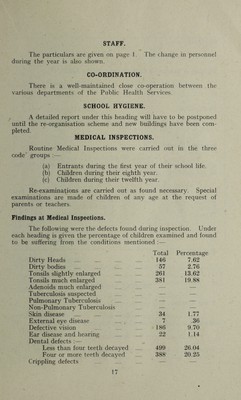 STAFF.
The particulars are given on page 1. The change in personnel
during the year is also shown.
CO-ORDINATION.
There is a well-maintained close co-operation between the
various departments of the Public Health Services.
SCHOOL HYGIENE.
A detailed report under this heading will have to be postponed
until the re-organisation scheme and new buildings have been com-
pleted.
MEDICAL INSPECTIONS.
Routine Medical Inspections were carried out in the three
code groups :—
(a) Entrants during the first year of their school life.
(b) Children during their eighth year.
(c) Children during their twelfth year.
Re-examinations are carried out as found necessary. Special
examinations are made of children of any age at the request of
parents or teachers.
Findings at Medical Inspections.
The following were the defects found during inspection. Under
each heading is given the percentage of children examined and found
to be suffering from the conditions mentioned :—
Total Percentage
Dirty Heads 146 7.62
Dirty bodies 57 2.76
Tonsils slightly enlarged 261 13.62
Tonsils much enlarged 381 19.88
Adenoids much enlarged — —
Tuberculosis suspected — —
Pulmonary Tuberculosis — —
Non-Pulmonary Tuberculosis — —
Skin disease 34 1.77
External eye disease 7 .36
Defective vision 186 9.70
Ear disease and hearing 22 1.14
Dental defects :—
Less than four teeth decayed 499 26.04
Four or more teeth decayed 388 20.25
Crippling defects — —
17